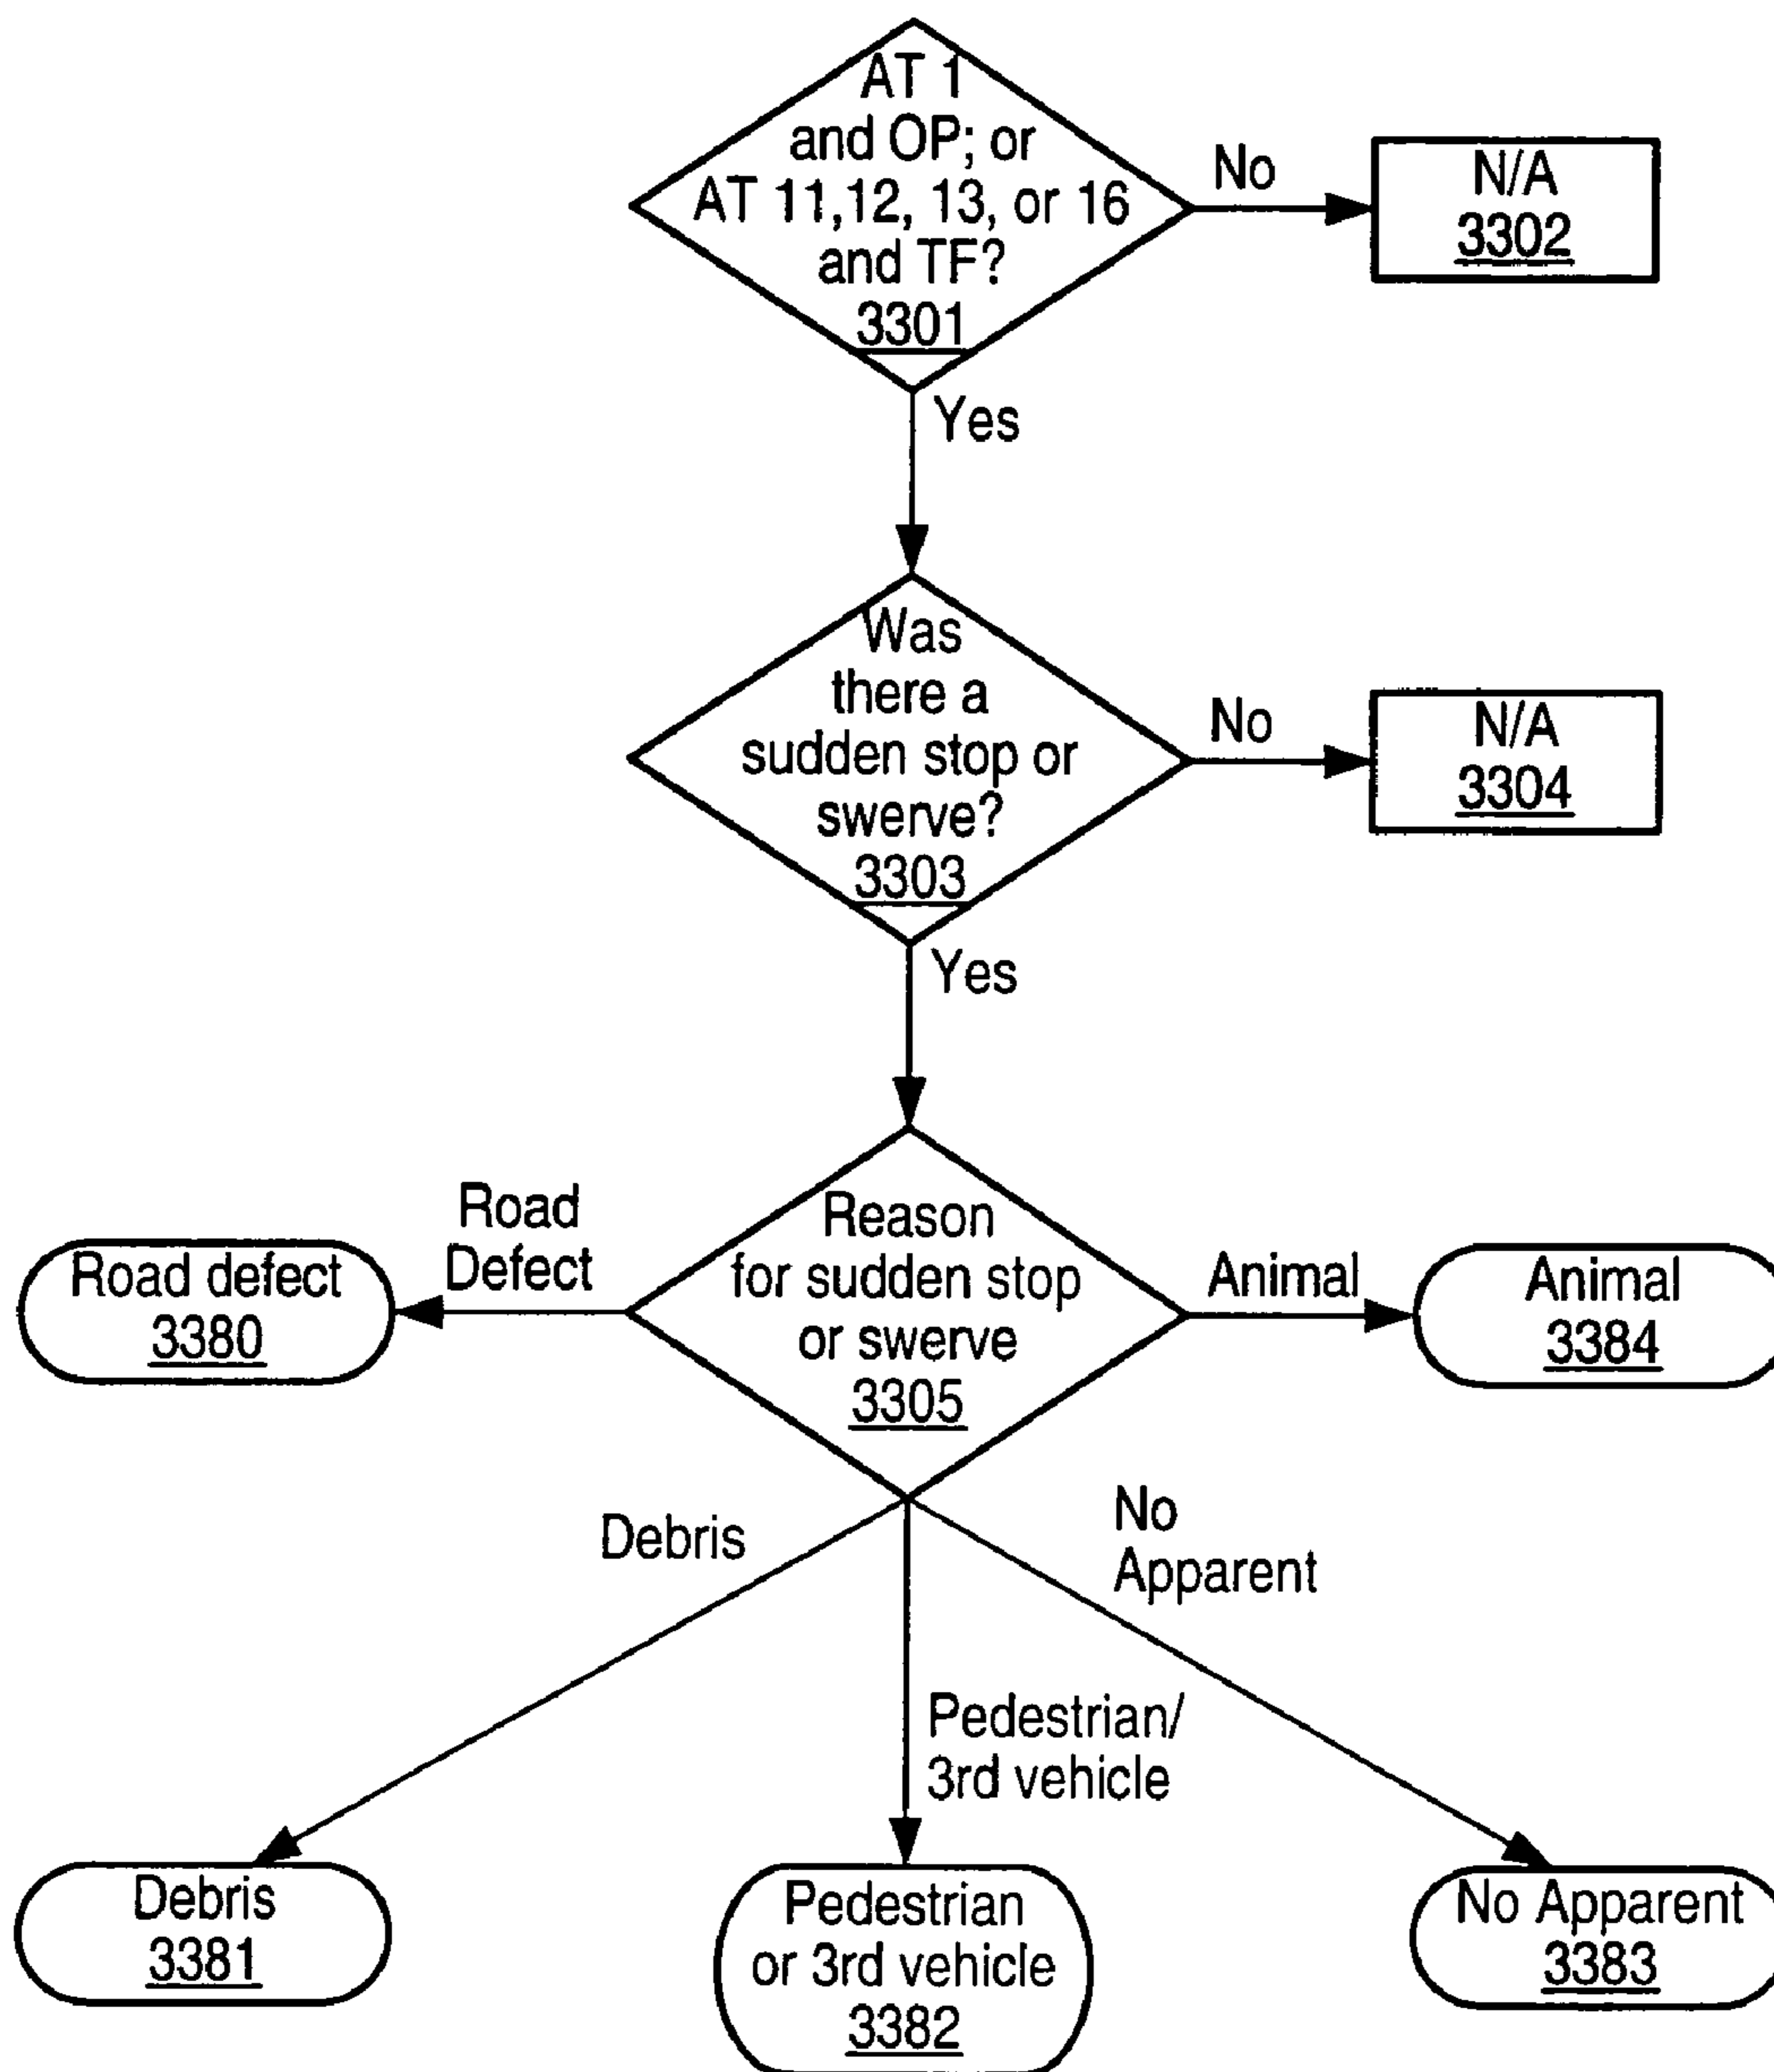 AT 1
and OP; or
AT 11,12, 13, or 16
and TF?
3301
No
N/A
3302
Yes
Was
there a
sudden stop or
swerve?
3303
No
N/A
3304
Yes
Reason
for sudden stop
or swerve
3305
Road
Defect
Road defect
3380
Animal
Animal
3384
Debris
No
Apparent
Pedestrian/
3rd vehicle
Debris
3381
Pedestrian
or 3rd vehicle
3382
No Apparent
3383